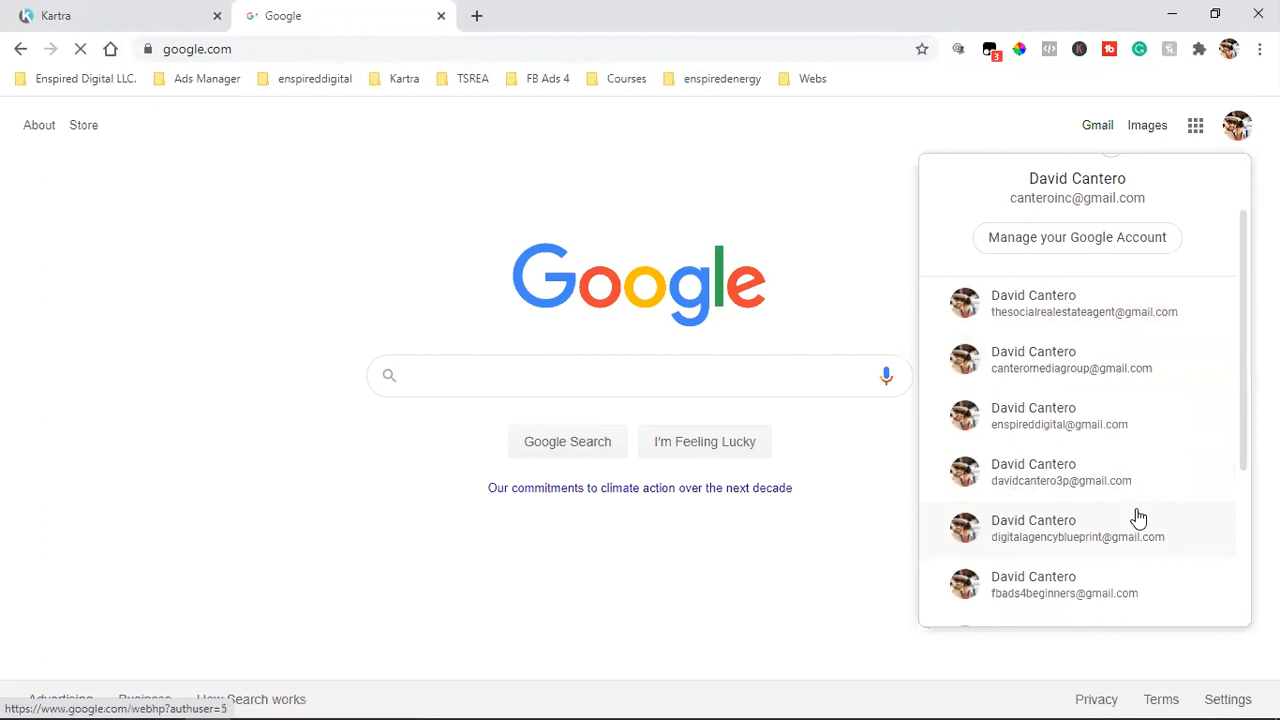 Kartra
Google
google.com
3
Enspired Digital LLC.
Ads Manager
enspireddigital
Kartra
TSREA
FB Ads 4
Courses
enspiredenergy
Webs
About
Store
Gmail
Images
David Cantero
canteroinc@gmail.com
Manage your Google Account
David Cantero
thesocialrealestateagent@gmail.com
David Cantero
canteromediagroup@gmail.com
David Cantero
enspireddigital@gmail.com
David Cantero
davidcantero3p@gmail.com
David Cantero
digitalagencyblueprint@gmail.com
David Cantero
fbads4beginners@gmail.com
Google
Google Search
I'm Feeling Lucky
Our commitments to climate action over the next decade
Advertising
Business
How Search works
Privacy
Terms
Settings
https://www.google.com/webhp?authuser=5